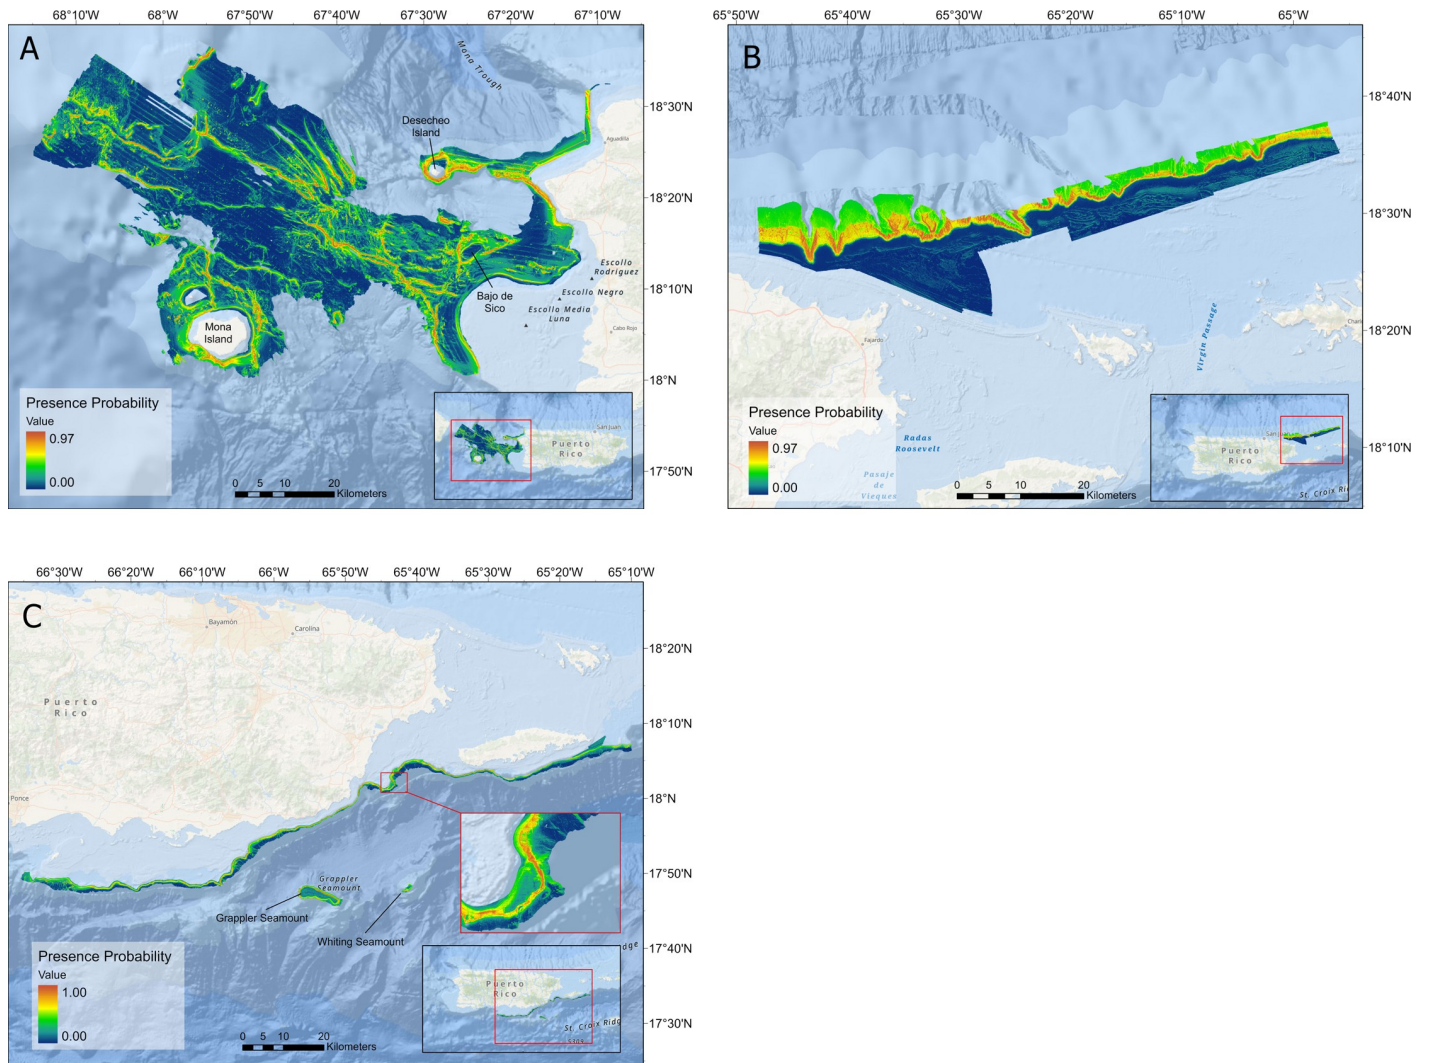 68°10'W 68°W 67°50'W 67°40'W 67°30'W 67°20'W 67°10'W
A
Mona Trough
Desecheo
Island
Aguadilla
18°30'N
18°20'N
18°10'N
18°N
17°50'N
Escollo
Rodríguez
Escollo Negro
Escollo Media
Luna
Cabo Rojo
Bajo de
Sico
Mona
Island
Presence Probability
Value
0.97
0.00
0 5 10 20
Kilometers
San Juan
Puerto
Rico
65°50'W 65°40'W 65°30'W 65°20'W 65°10'W 65°W
B
18°40'N
18°30'N
18°20'N
18°10'N
Fajardo
Virgin Passage
Radas
Roosevelt
Pasaje
de
Vieques
Presence Probability
Value
0.97
0.00
0 5 10 20
Kilometers
San Juan
Puerto
Rico
St. Croix Ri
66°30'W 66°20'W 66°10'W 66°W 65°50'W 65°40'W 65°30'W 65°20'W 65°10'W
C
Bayamón
Carolina
Puerto
Rico
Ponce
18°20'N
18°10'N
18°N
17°50'N
17°40'N
17°30'N
Grappler
Seamount
Grappler Seamount
Whiting Seamount
dge
Presence Probability
Value
1.00
0.00
0 5 10 20
Kilometers
Puerto
Rico
St. Croix Ridg